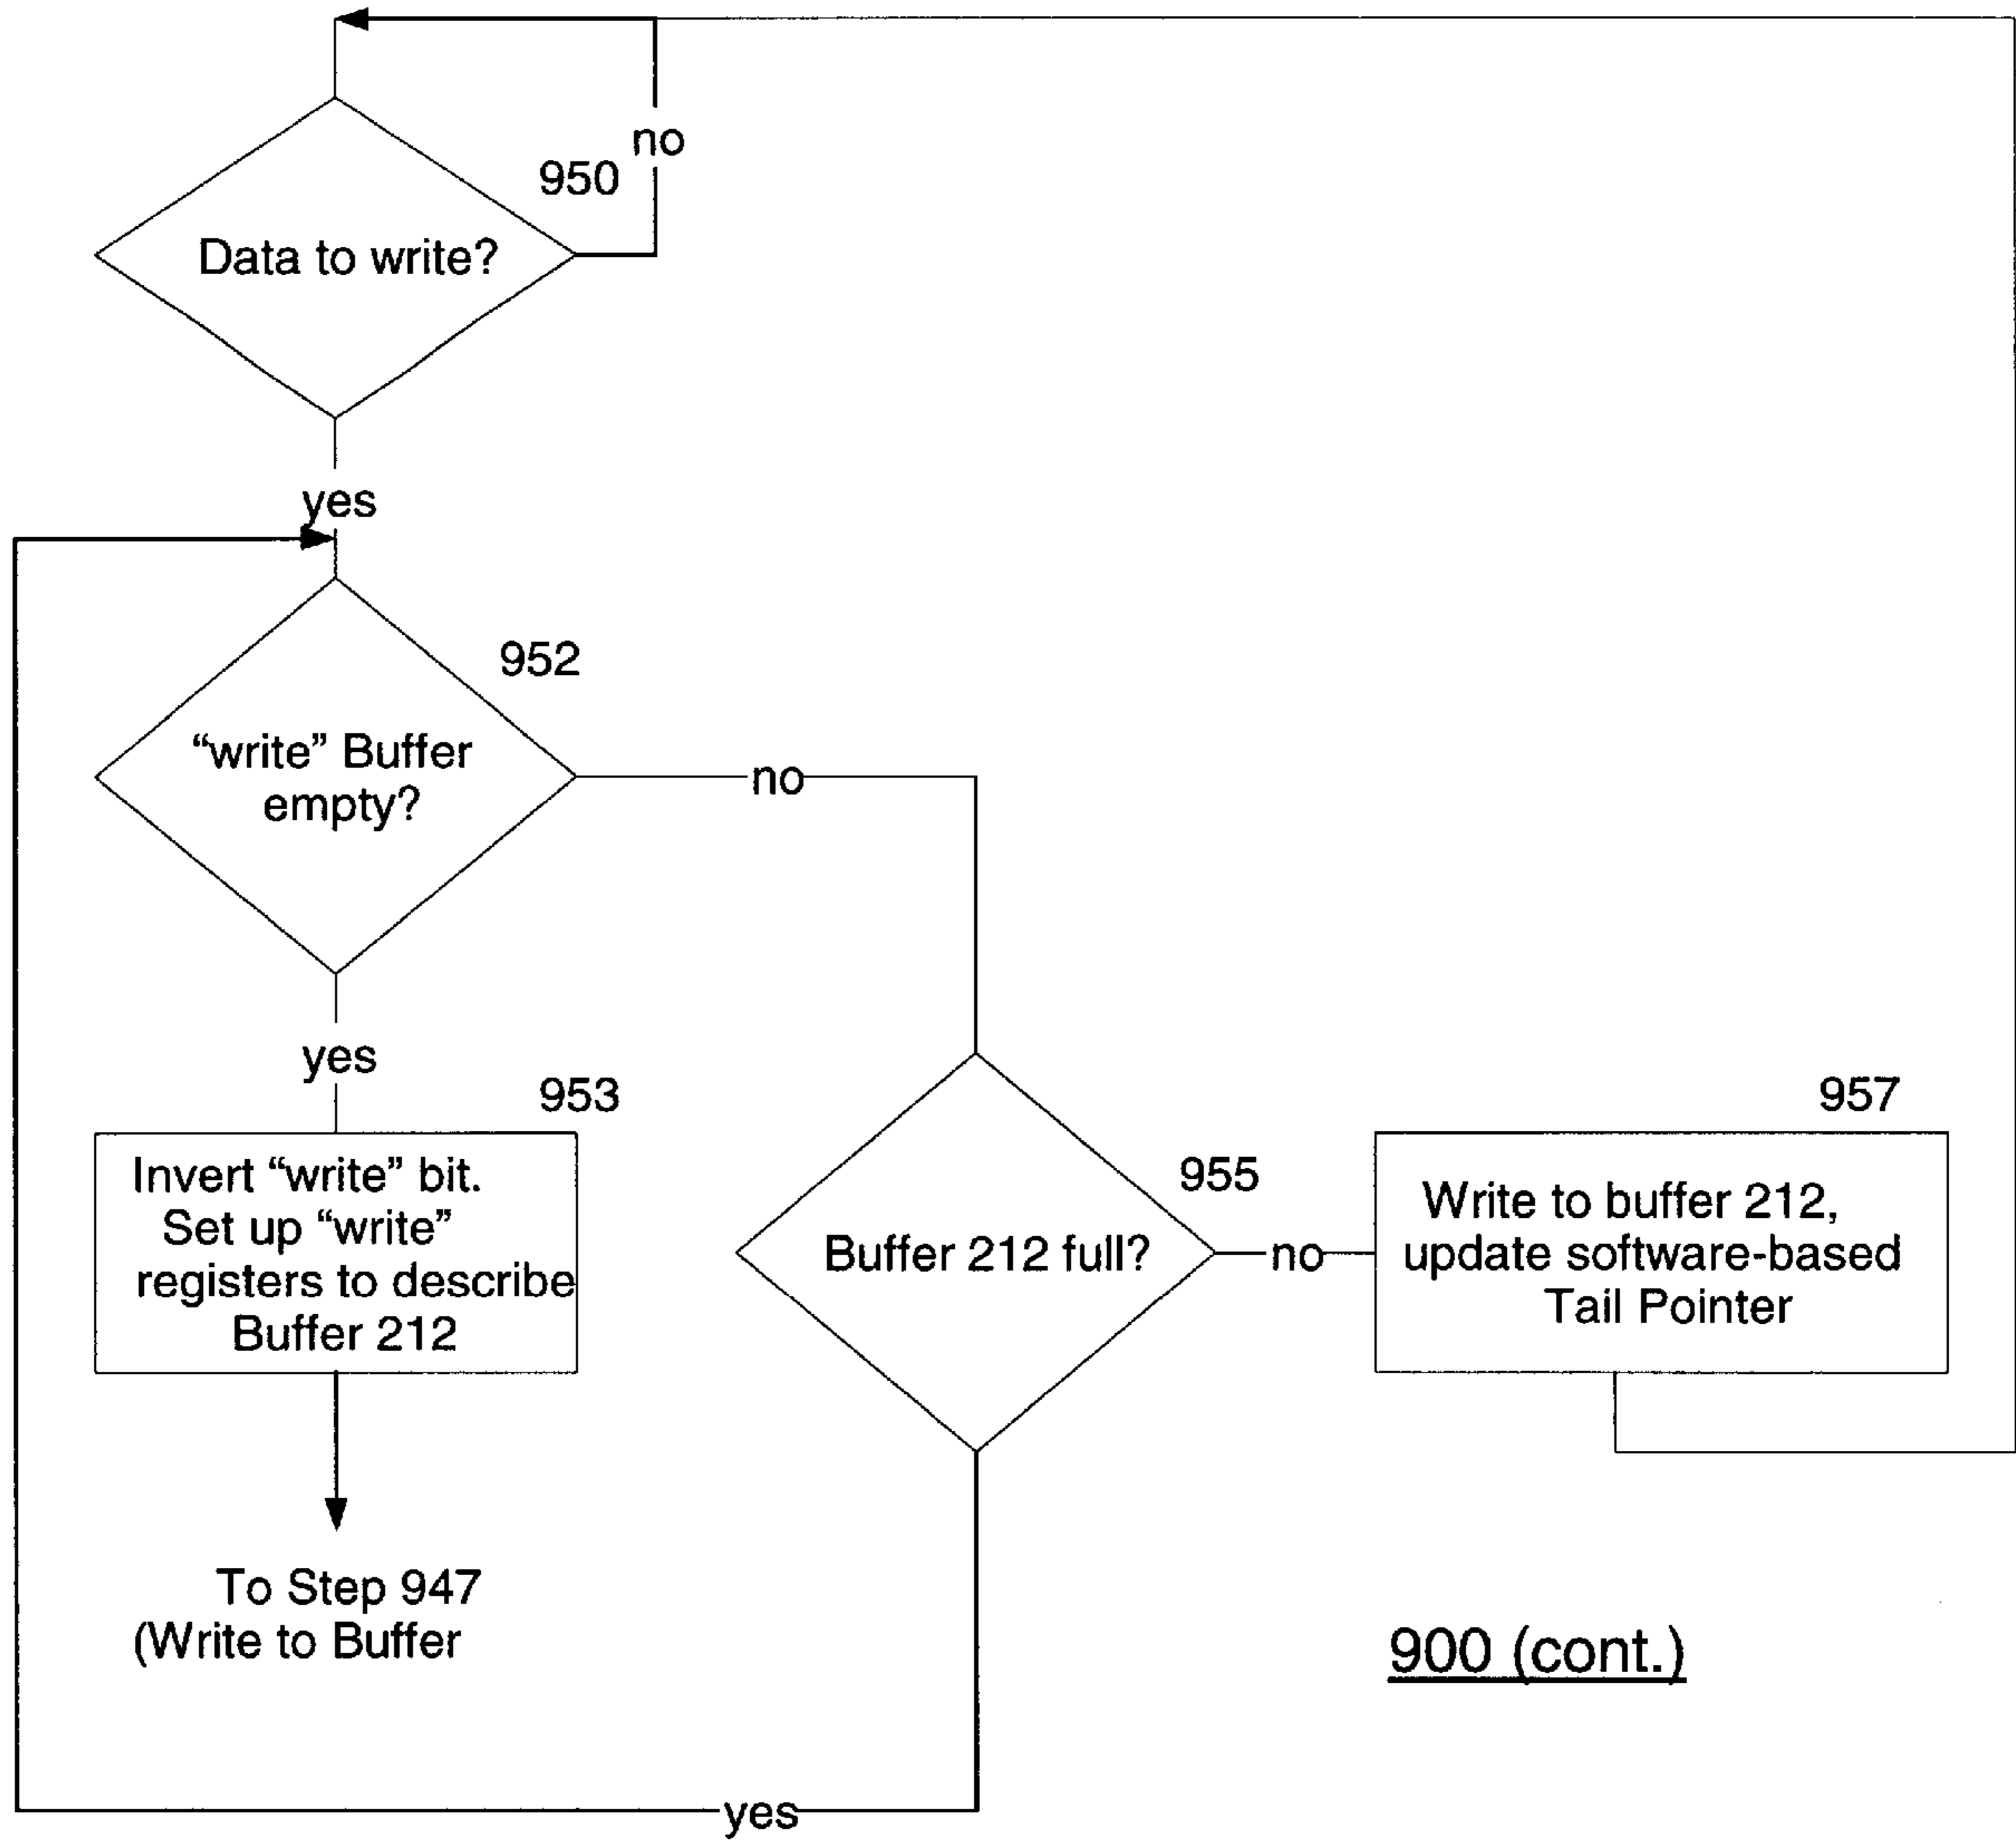 no
950
Data to write?
yes
952
“write” Buffer
empty?
no
yes
953
Invert “write” bit.
Set up “write”
registers to describe
Buffer 212
955
Buffer 212 full?
no
957
Write to buffer 212,
update software-based
Tail Pointer
To Step 947
(Write to Buffer
900 (cont.)
yes